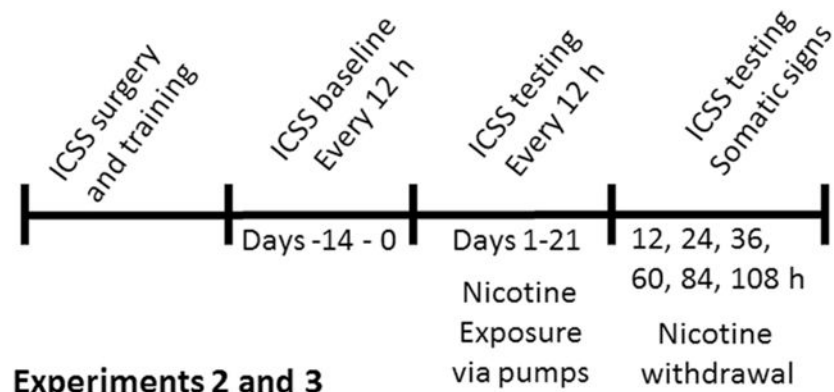 ICSS surgery
and training
ICSS baseline
Every 12 h
ICSS testing
Every 12 h
ICSS testing
Somatic signs
Days -14 - 0
Days 1-21
12, 24, 36,
60, 84, 108 h
Nicotine
Exposure
via pumps
Nicotine
withdrawal
Experiments 2 and 3